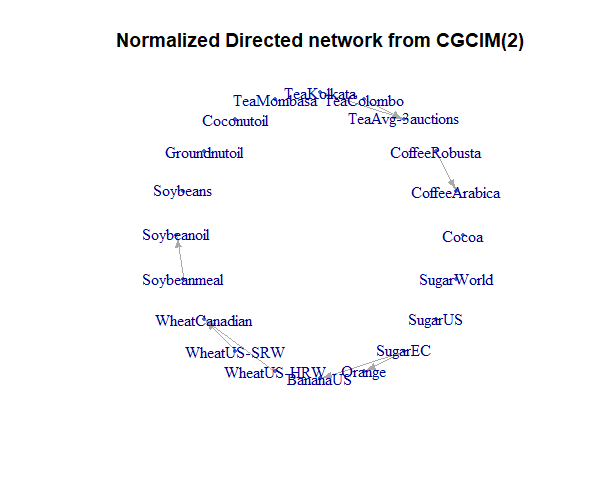 Normalized Directed network from CGCIM(2)
TeaKolkata
TeaMombasa
TeaColombo
Coconutoil
TeaAvg-3auctions
Groundnutoil
CoffeeRobusta
Soybeans
CoffeeArabica
Soybeanoil
Cocoa
Soybeanmeal
SugarWorld
WheatCanadian
SugarUS
WheatUS-SRW
SugarEC
WheatUS-HRW
Orange
BananaUS